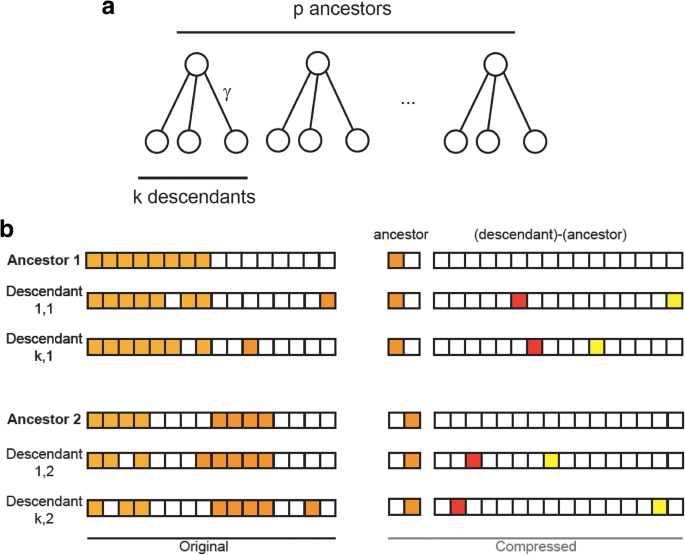 a
p ancestors
γ
...
k descendants
b
ancestor
(descendant)-(ancestor)
Ancestor 1
Descendant
1,1
Descendant
k,1
Ancestor 2
Descendant
1,2
Descendant
k,2
Original
Compressed